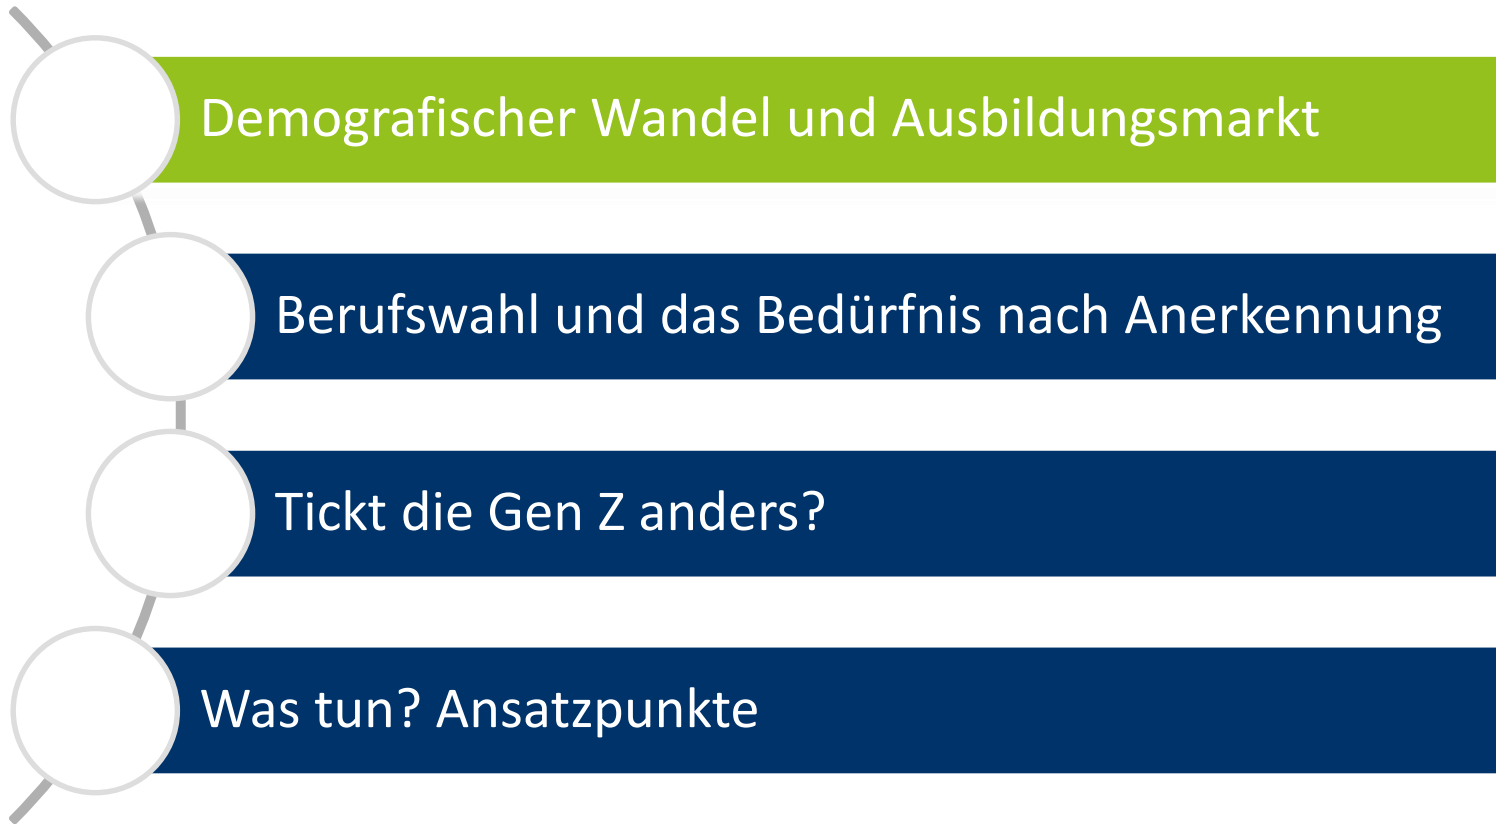 Demografischer Wandel und Ausbildungsmarkt
Berufswahl und das Bedürfnis nach Anerkennung
Tickt die Gen Z anders?
Was tun? Ansatzpunkte